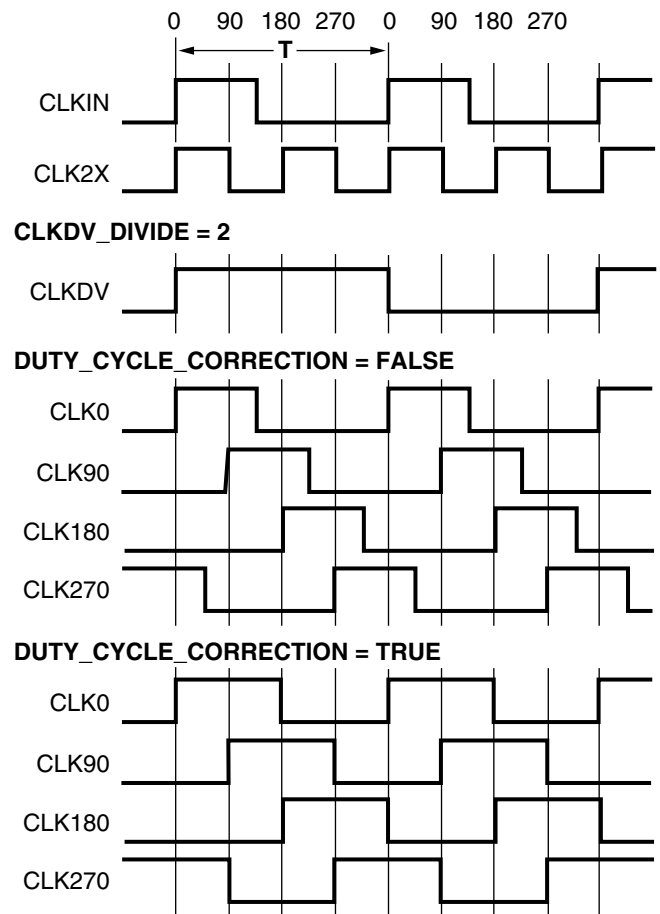 0 90 180 270 0 90 180 270
T
CLKIN
CLK2X
CLKDV_DIVIDE = 2
CLKDV
DUTY_CYCLE_CORRECTION = FALSE
CLK0
CLK90
CLK180
CLK270
DUTY_CYCLE_CORRECTION = TRUE
CLK0
CLK90
CLK180
CLK270